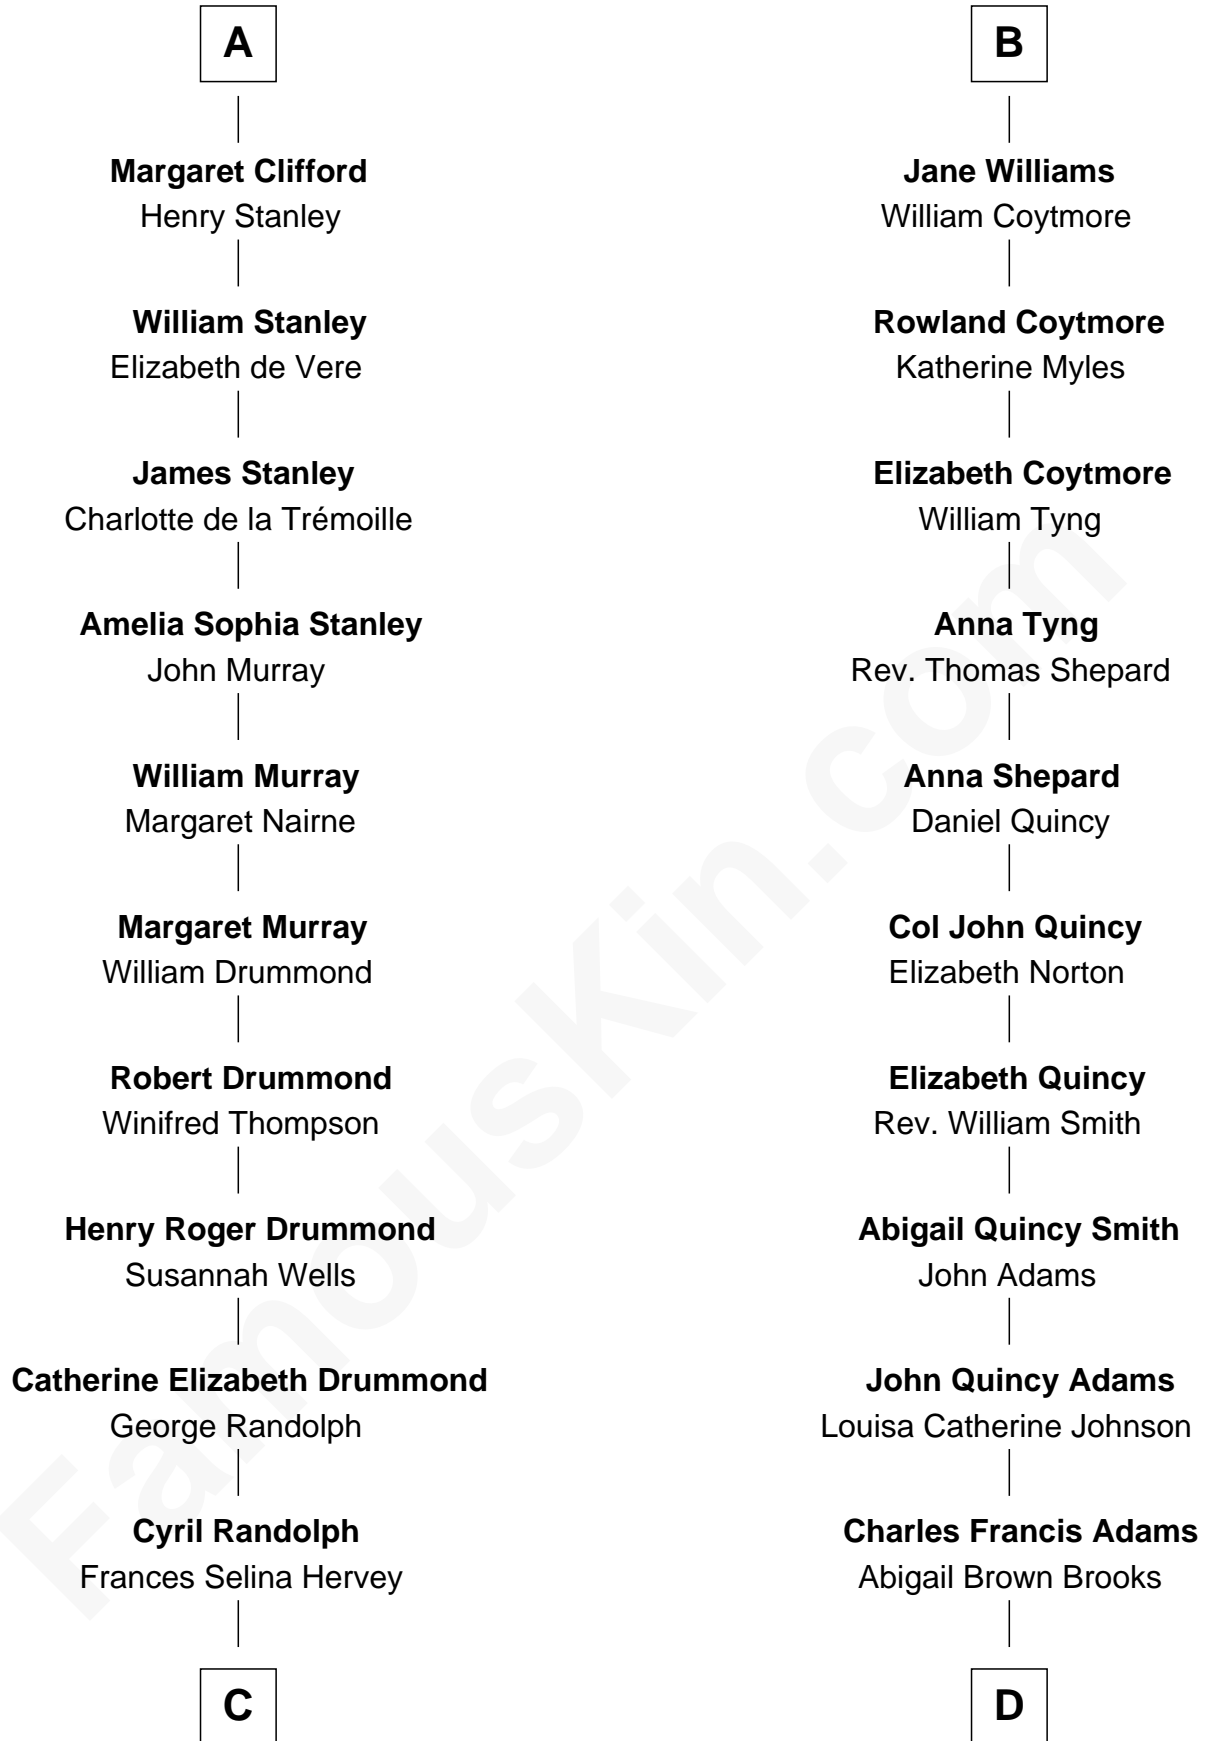 A
Margaret Clifford
Henry Stanley
William Stanley
Elizabeth de Vere
James Stanley
Charlotte de la Trémoille
Amelia Sophia Stanley
John Murray
William Murray
Margaret Nairne
Margaret Murray
William Drummond
Robert Drummond
Winifred Thompson
Henry Roger Drummond
Susannah Wells
Catherine Elizabeth Drummond
George Randolph
Cyril Randolph
Frances Selina Hervey
C
B
Jane Williams
William Coytmore
Rowland Coytmore
Katherine Myles
Elizabeth Coytmore
William Tyng
Anna Tyng
Rev. Thomas Shepard
Anna Shepard
Daniel Quincy
Col John Quincy
Elizabeth Norton
Elizabeth Quincy
Rev. William Smith
Abigail Quincy Smith
John Adams
John Quincy Adams
Louisa Catherine Johnson
Charles Francis Adams
Abigail Brown Brooks
D
FamousKin.com